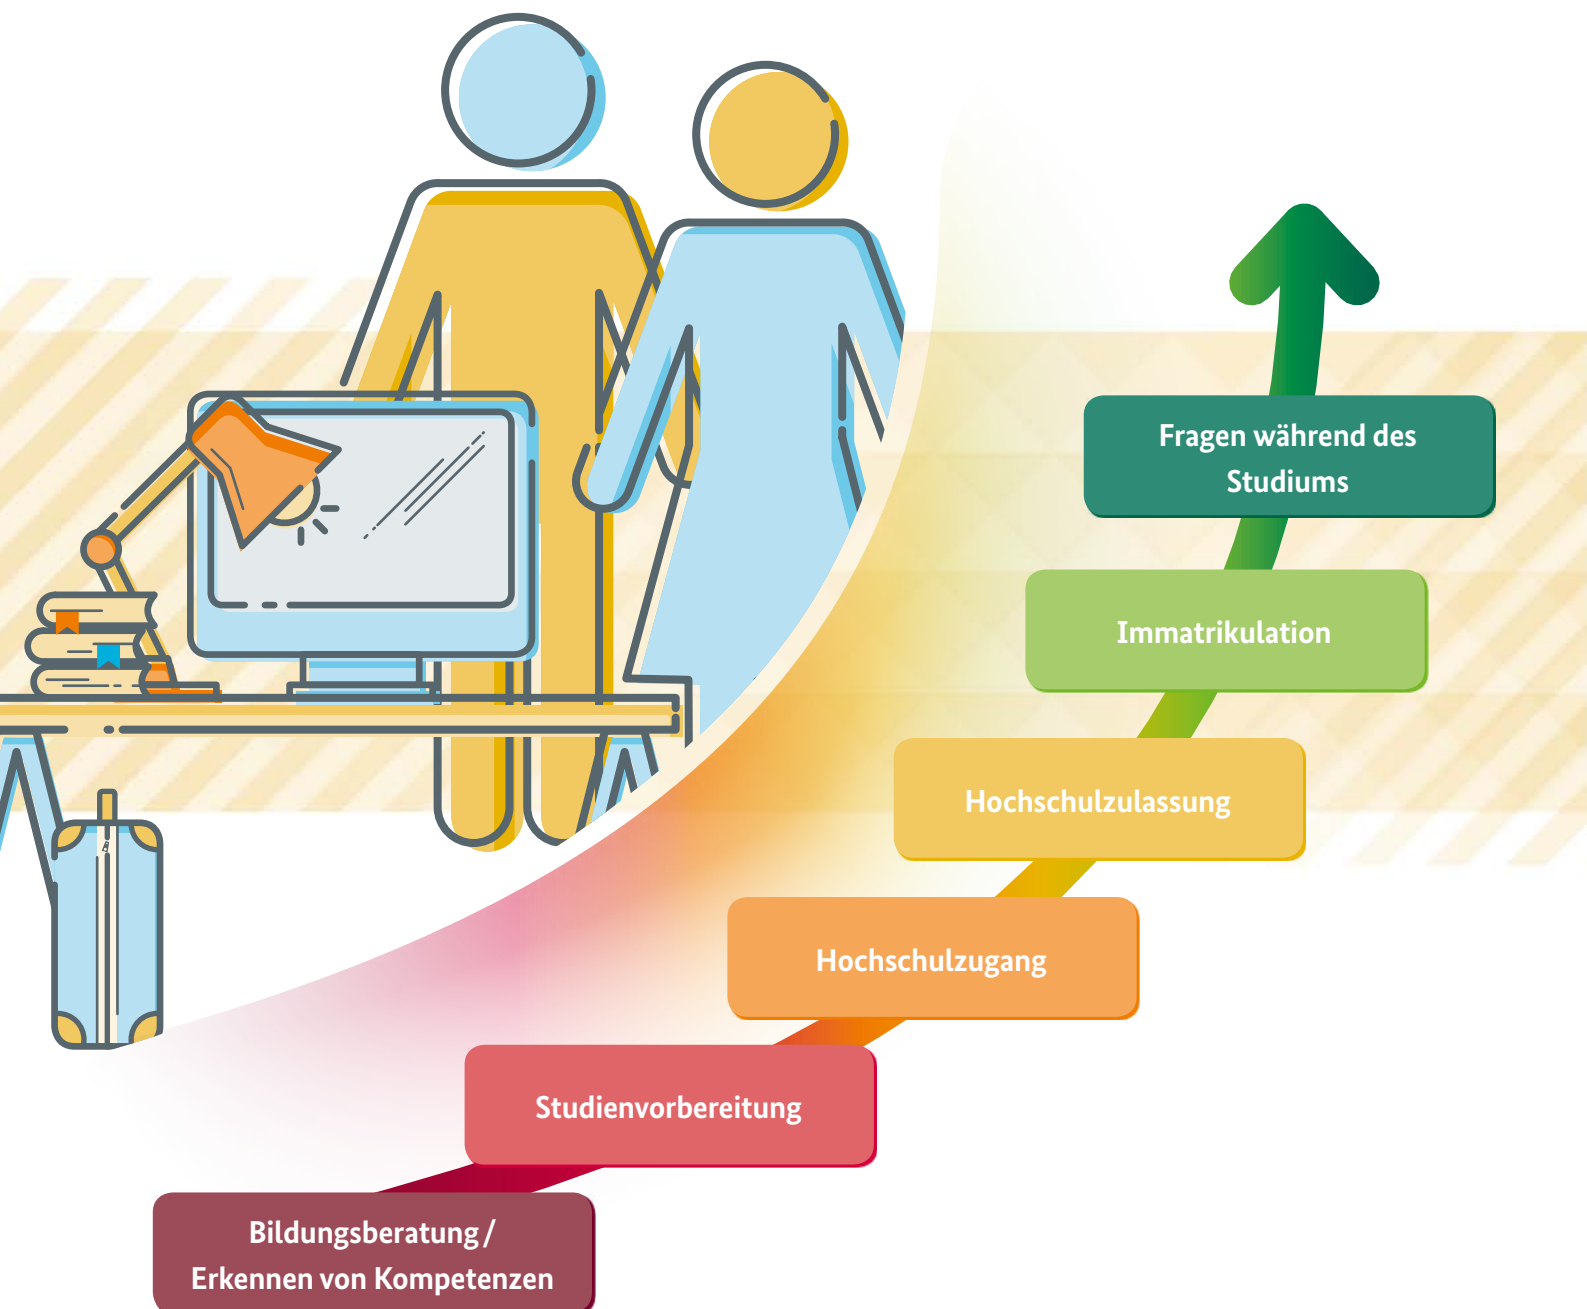 Fragen während des
Studiums
Immatrikulation
Hochschulzulassung
Hochschulzugang
Studienvorbereitung
Bildungsberatung/
Erkennen von Kompetenzen